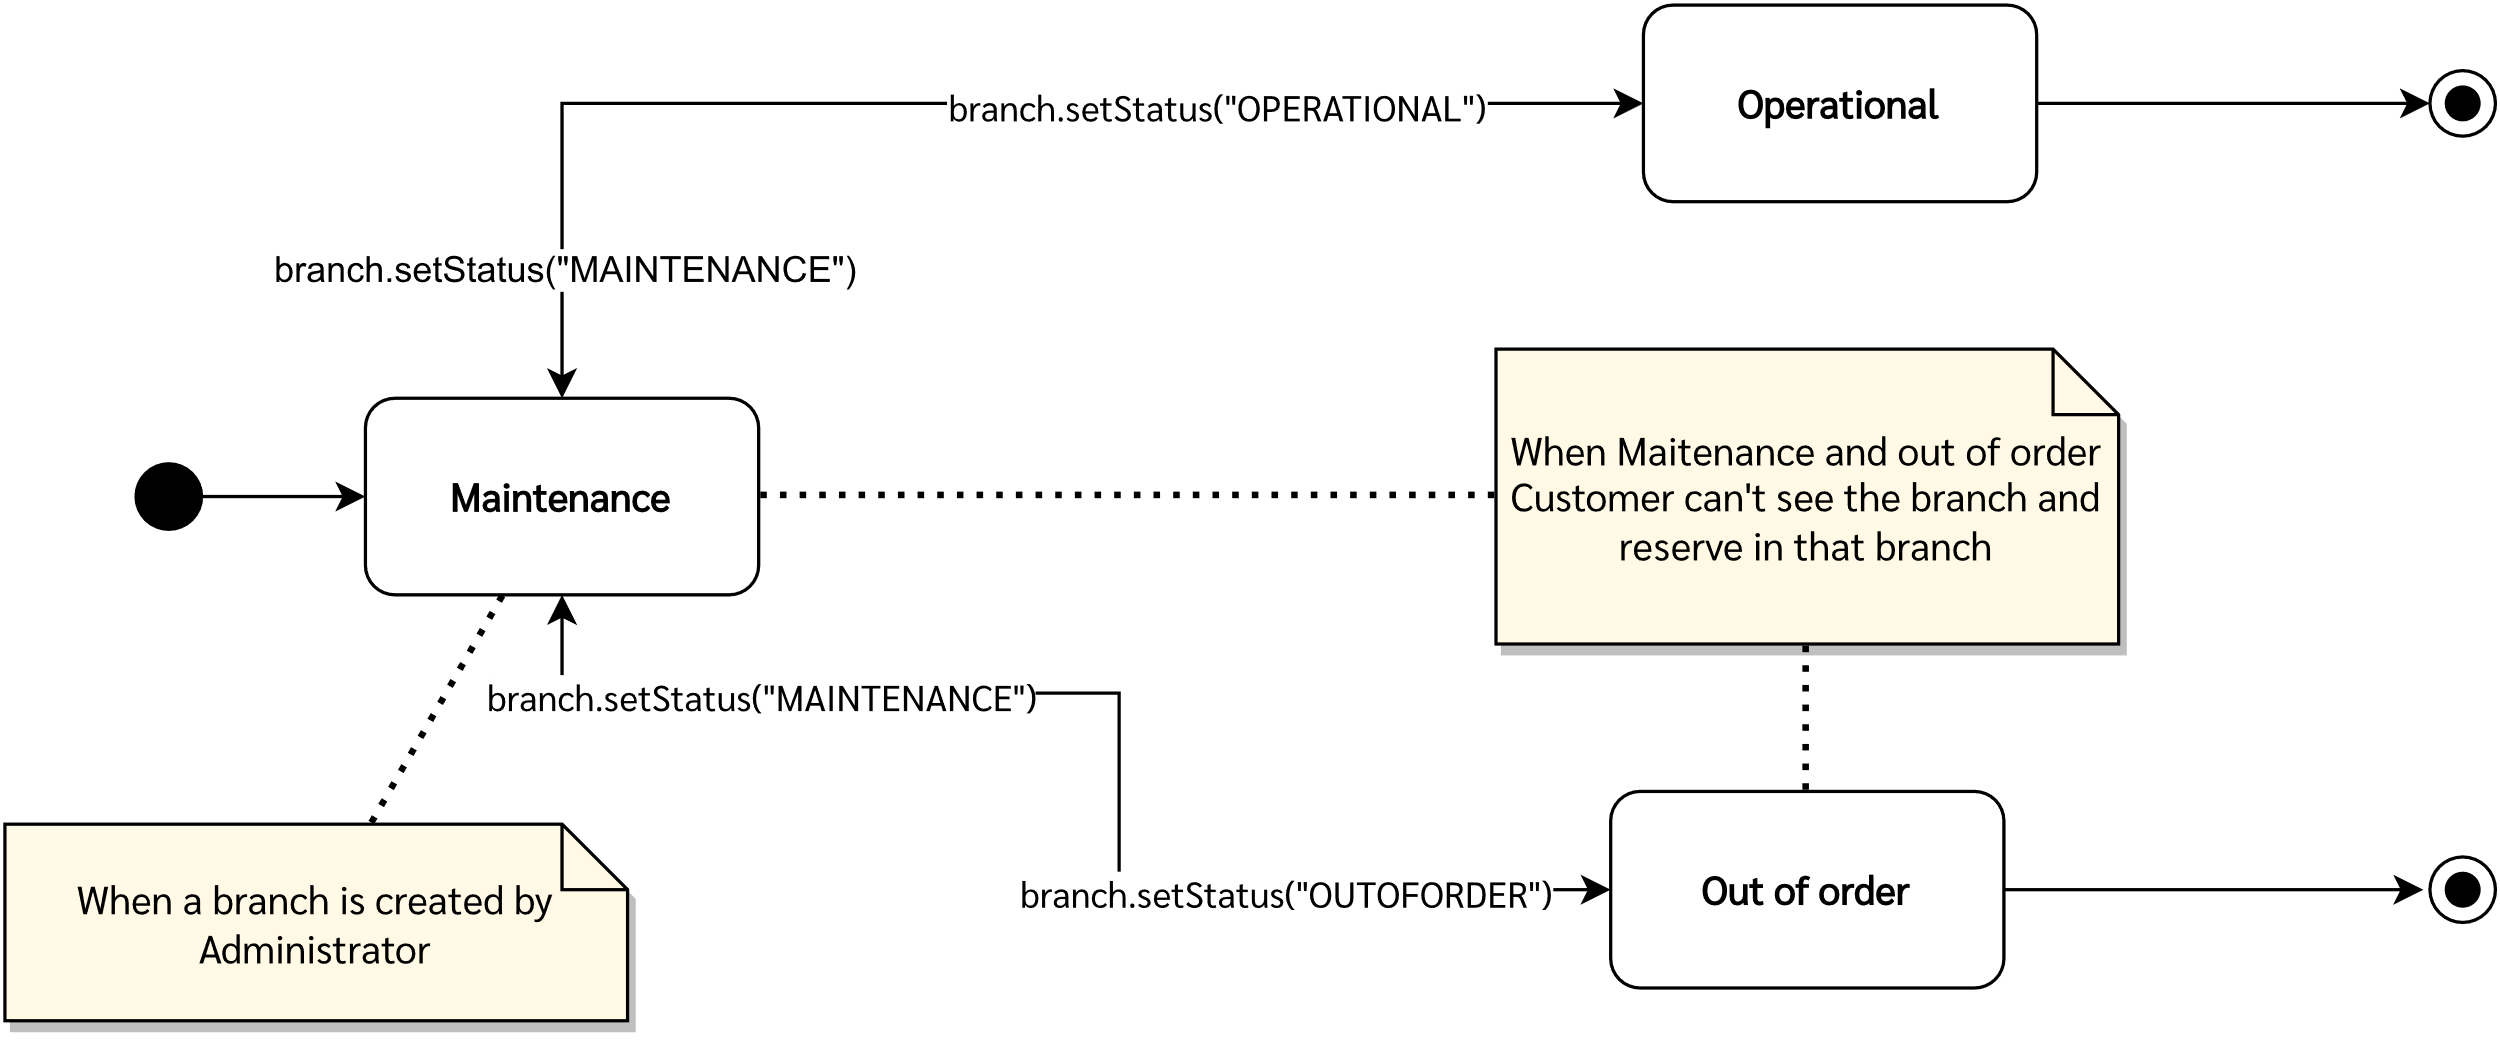 branch.setStatus("OPERATIONAL")
Operational
branch.setStatus("MAINTENANCE")
Maintenance
When Maitenance and out of order
Customer can't see the branch and
reserve in that branch
branch.setStatus("MAINTENANCE")
When a branch is created by
Administrator
branch.setStatus("OUTOFORDER")
Out of order